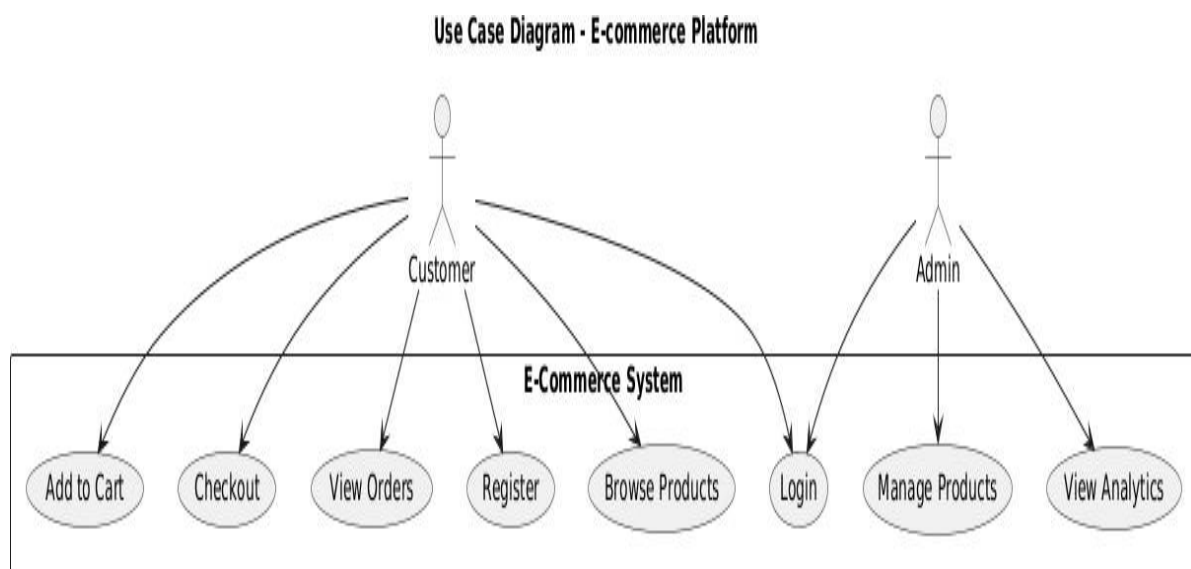 Use Case Diagram - E-commerce Platform
Customer
Admin
E-Commerce System
Add to Cart
Checkout
View Orders
Register
Browse Products
Login
Manage Products
View Analytics